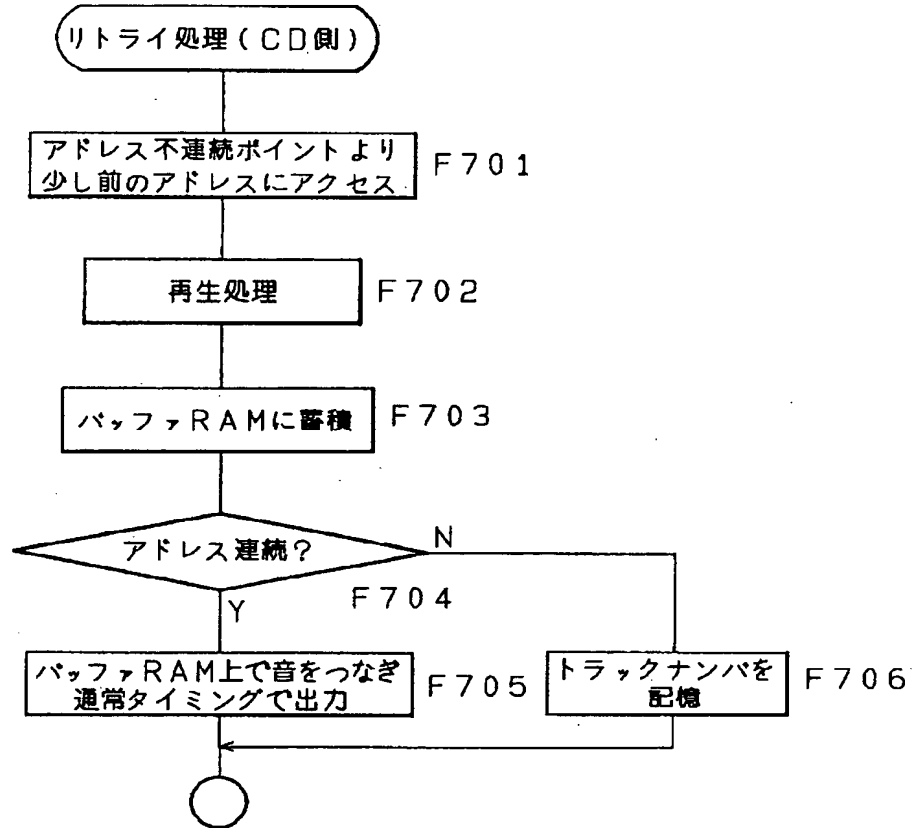 リトライ処理(CD側)
アドレス不連続ポイントより
少し前のアドレスにアクセス
F701
再生処理
F702
バッファRAMに蓄積
F703
アドレス連続?
N
F704
Y
バッファRAM上で音をつなぎ
通常タイミングで出力
F705
トラックナンバを
記憶
F706